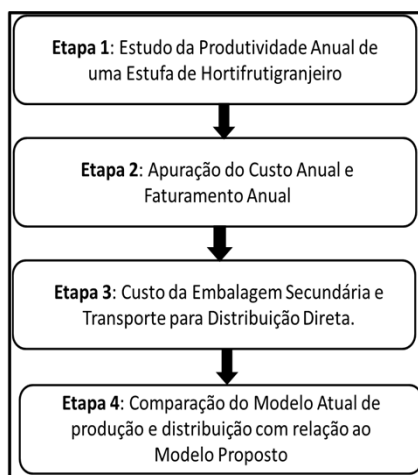 Etapa 1: Estudo da Produtividade Anual de
uma Estufa de Hortifrutigranjeiro
Etapa 2: Apuração do Custo Anual e
Faturamento Anual
Etapa 3: Custo da Embalagem Secundária e
Transporte para Distribuição Direta.
Etapa 4: Comparação do Modelo Atual de
produção e distribuição com relação ao
Modelo Proposto